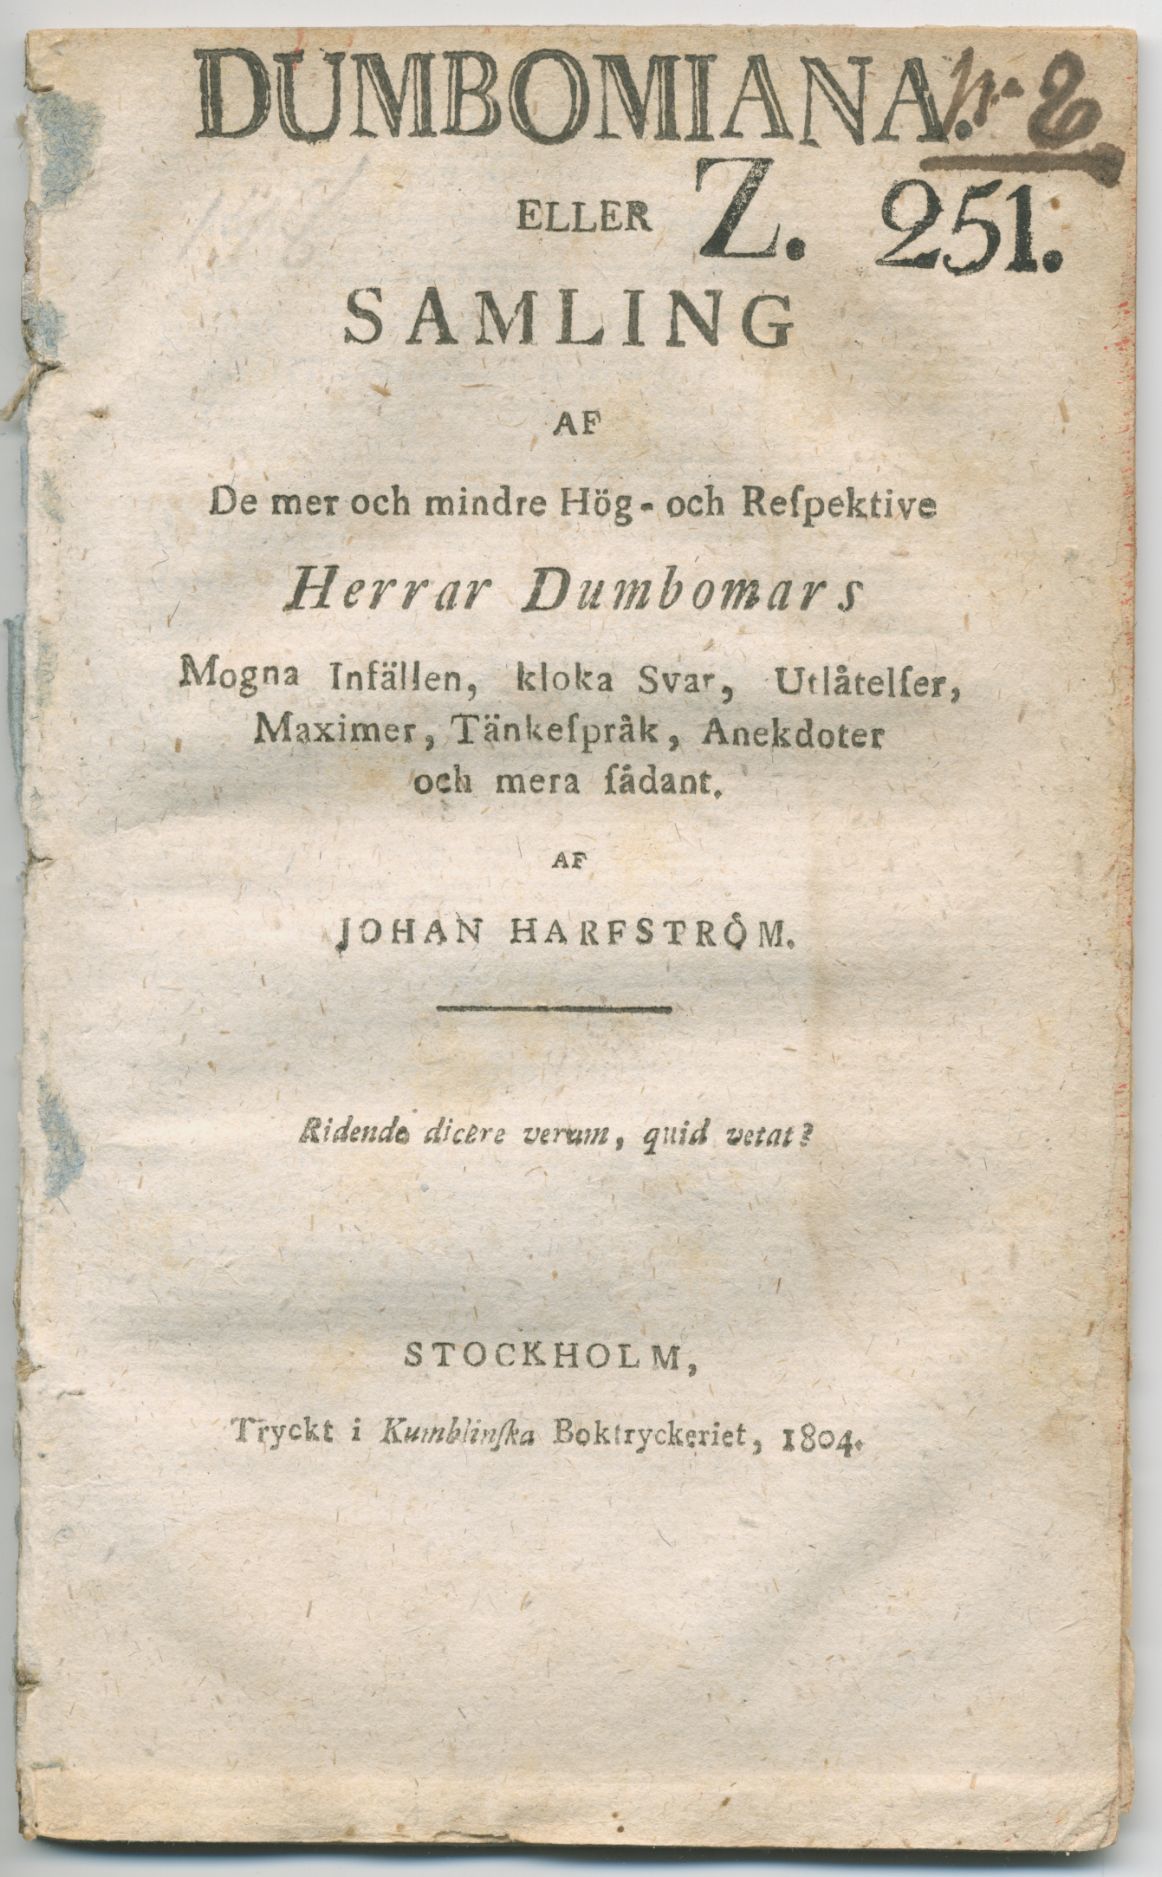 DUMBOMIANA.
Nr. 2
ELLER
Z. 251.
SAMLING
AF
De mer och mindre Hög- och Reſpektive
Herrar Dumbomars
Mogna Infällen, kloka Svar, Utlåtelſer,
Maximer, Tänkeſpråk, Anekdoter
och mera ſådant.
AF
JOHAN HARFSTRÖM.
Ridendo dicere verum, quid vetat?
STOCKHOLM,
Tryckt i Kumblinſka Boktryckeriet, 1804.